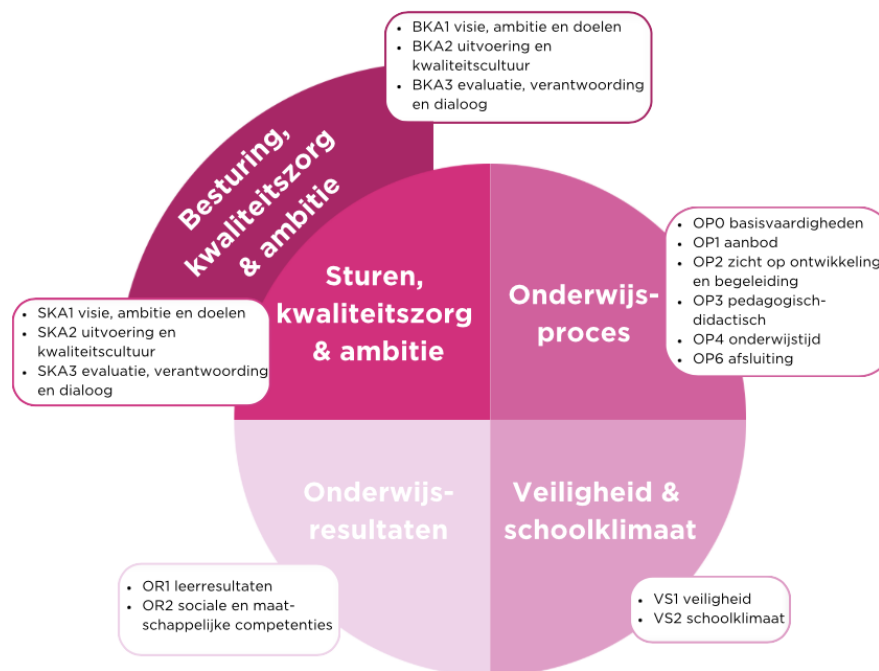 • BKA1 visie, ambitie en doelen
• BKA2 uitvoering en
kwaliteitscultuur
• BKA3 evaluatie, verantwoording
en dialoog
Besturing,
kwaliteitszorg
& ambitie
Sturen,
kwaliteitszorg
& ambitie
Onderwijs-
proces
• OP0 basisvaardigheden
• OP1 aanbod
• OP2 zicht op ontwikkeling
en begeleiding
• OP3 pedagogisch-
didactisch
• OP4 onderwijstijd
• OP6 afsluiting
• SKA1 visie, ambitie en doelen
• SKA2 uitvoering en
kwaliteitscultuur
• SKA3 evaluatie, verantwoording
en dialoog
Onderwijs-
resultaten
Veiligheid &
schoolklimaat
• OR1 leerresultaten
• OR2 sociale en maat-
schappelijke competenties
• VS1 veiligheid
• VS2 schoolklimaat